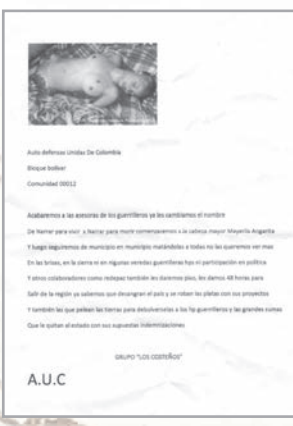 Auto defensas Unidas De Colombia
Bloque bolívar
Comunidad 00012
Acabaremos a las asesoras de los guerrilleros ya les cambiamos el nombre
De Narrar para vivir a Narrar para morir comenzaremos x la cabeza mayor Mayerlis Angarita
Y luego seguiremos de municipio en municipio matándolas a todas no las queremos ver mas
En las brisas, en la sierra ni en ningunas veredas guerrilleras hps ni participación en política
Y otros colaboradores como redepaz también les daremos piso, les damos 48 horas para
Salir de la región ya sabemos que desangran el país y se roban las platas con sus proyectos
Y también las que pelean las tierras para debolverselas a los hp guerrilleros y las grandes sumas
Que le quitan al estado con sus supuestas indemnizaciones
GRUPO "LOS COSTEÑOS"
A.U.C